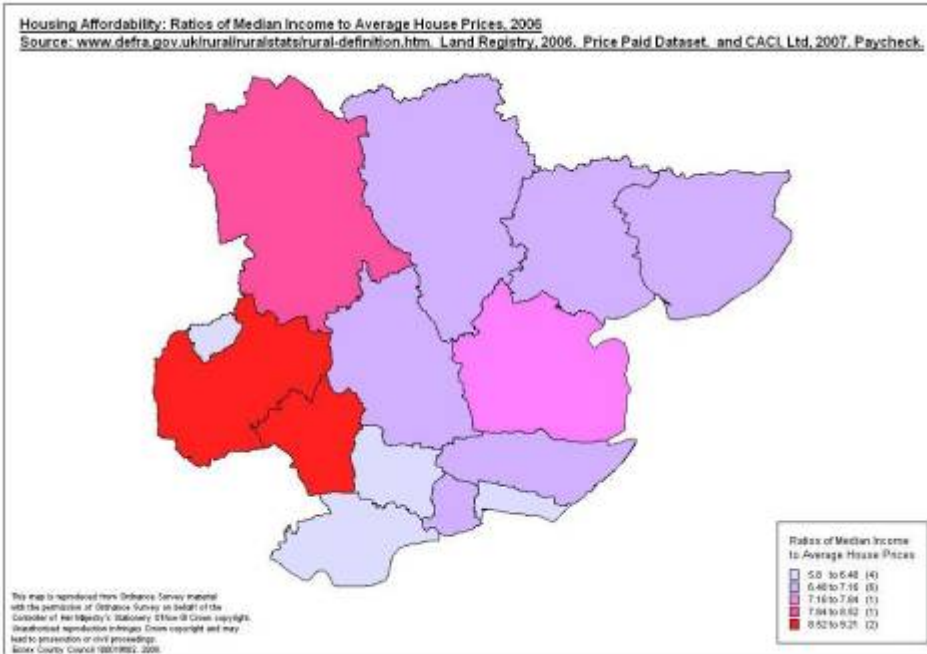 Housing Affordability: Ratios of Median Income to Average House Prices, 2006
Source: www.defra.gov.uk/rural/ruralstats/rural-definition.htm. Land Registry, 2006. Price Paid Dataset. and CACI, Ltd, 2007. Paycheck.
Ratios of Median Income
to Average House Prices
5.8 to 6.48 (4)
6.48 to 7.16 (6)
7.16 to 7.84 (1)
7.84 to 8.52 (1)
8.52 to 9.21 (2)
This map is reproduced from Ordnance Survey material
with the permission of Ordnance Survey on behalf of the
Controller of Her Majesty's Stationery Office © Crown copyright.
Unauthorised reproduction infringes Crown copyright and may
lead to prosecution or civil proceedings.
Essex County Council